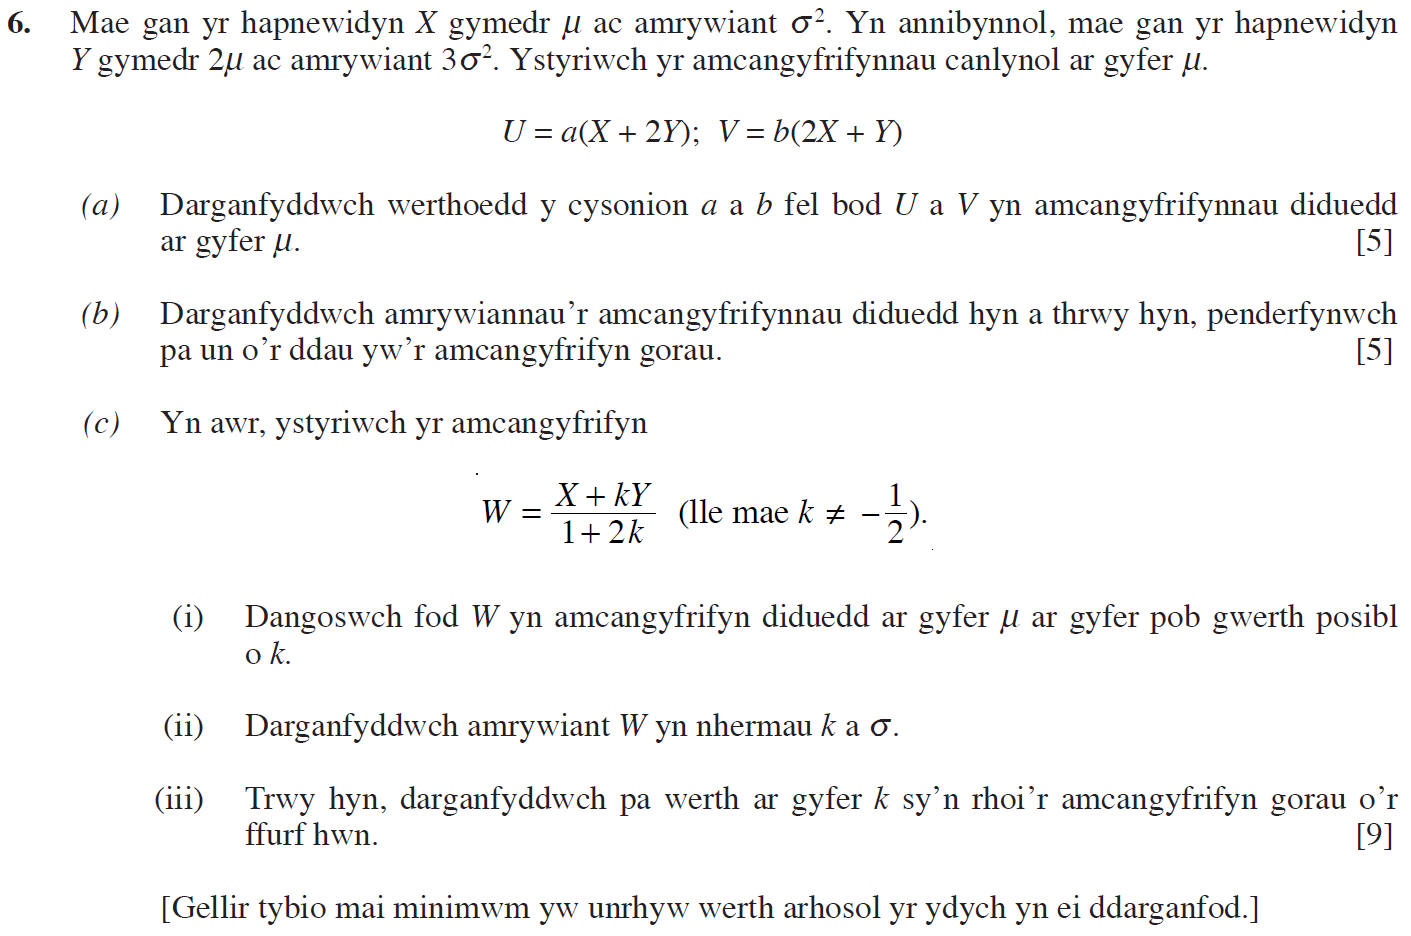 6. Mae gan yr hapnewidyn X gymedr μ ac amrywiant σ². Yn annibynnol, mae gan yr hapnewidyn
Y gymedr 2μ ac amrywiant 3σ². Ystyriwch yr amcangyfrifynnau canlynol ar gyfer μ.
U = a(X + 2Y); V = b(2X + Y)
(a) Darganfyddwch werthoedd y cysonion a a b fel bod U a V yn amcangyfrifynnau diduedd
ar gyfer μ. [5]
(b) Darganfyddwch amrywiannau’r amcangyfrifynnau diduedd hyn a thrwy hyn, penderfynwch
pa un o’r ddau yw’r amcangyfrifyn gorau. [5]
(c) Yn awr, ystyriwch yr amcangyfrifyn
W = \frac{X + kY}{1 + 2k} (lle mae k ≠ −\frac{1}{2}).
(i) Dangoswch fod W yn amcangyfrifyn diduedd ar gyfer μ ar gyfer pob gwerth posibl
o k.
(ii) Darganfyddwch amrywiant W yn nhermau k a σ.
(iii) Trwy hyn, darganfyddwch pa werth ar gyfer k sy’n rhoi’r amcangyfrifyn gorau o’r
ffurf hwn. [9]
[Gellir tybio mai minimwm yw unrhyw werth arhosol yr ydych yn ei ddarganfod.]